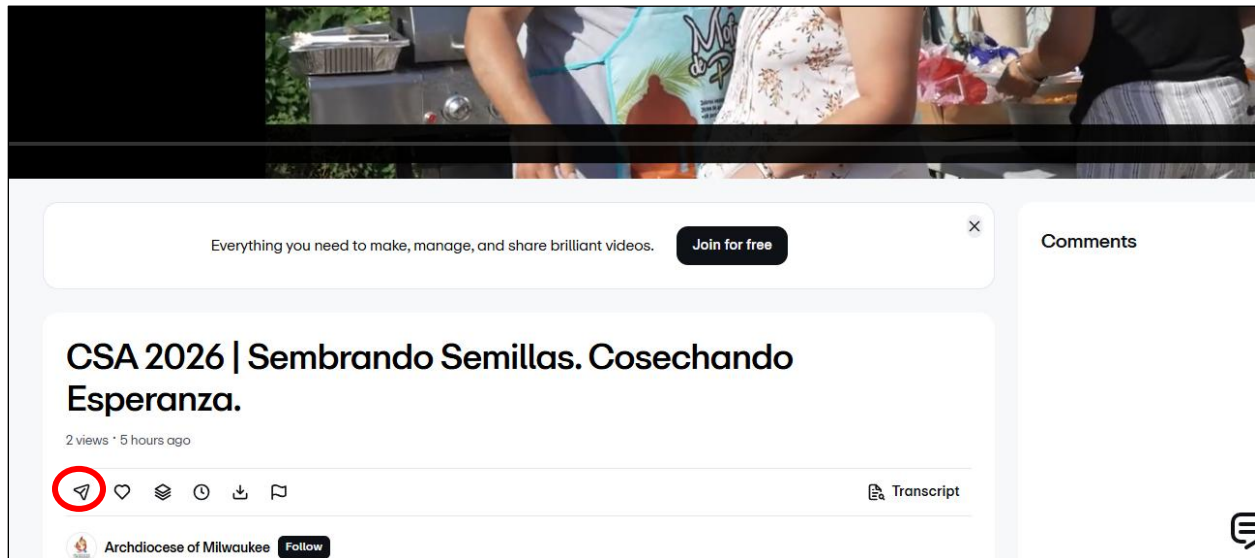 Everything you need to make, manage, and share brilliant videos.
Join for free
Comments
CSA 2026 | Sembrando Semillas. Cosechando
Esperanza.
2 views · 5 hours ago
Transcript
Archdiocese of Milwaukee
Follow